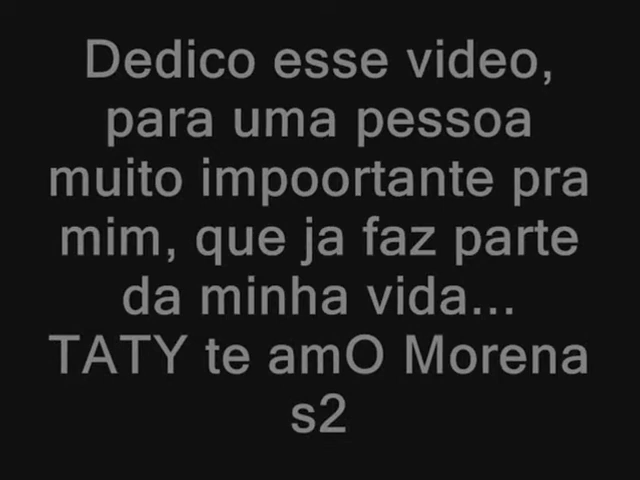 Dedico esse video,
para uma pessoa
muito impoortante pra
mim, que ja faz parte
da minha vida...
TATY te amO Morena
s2